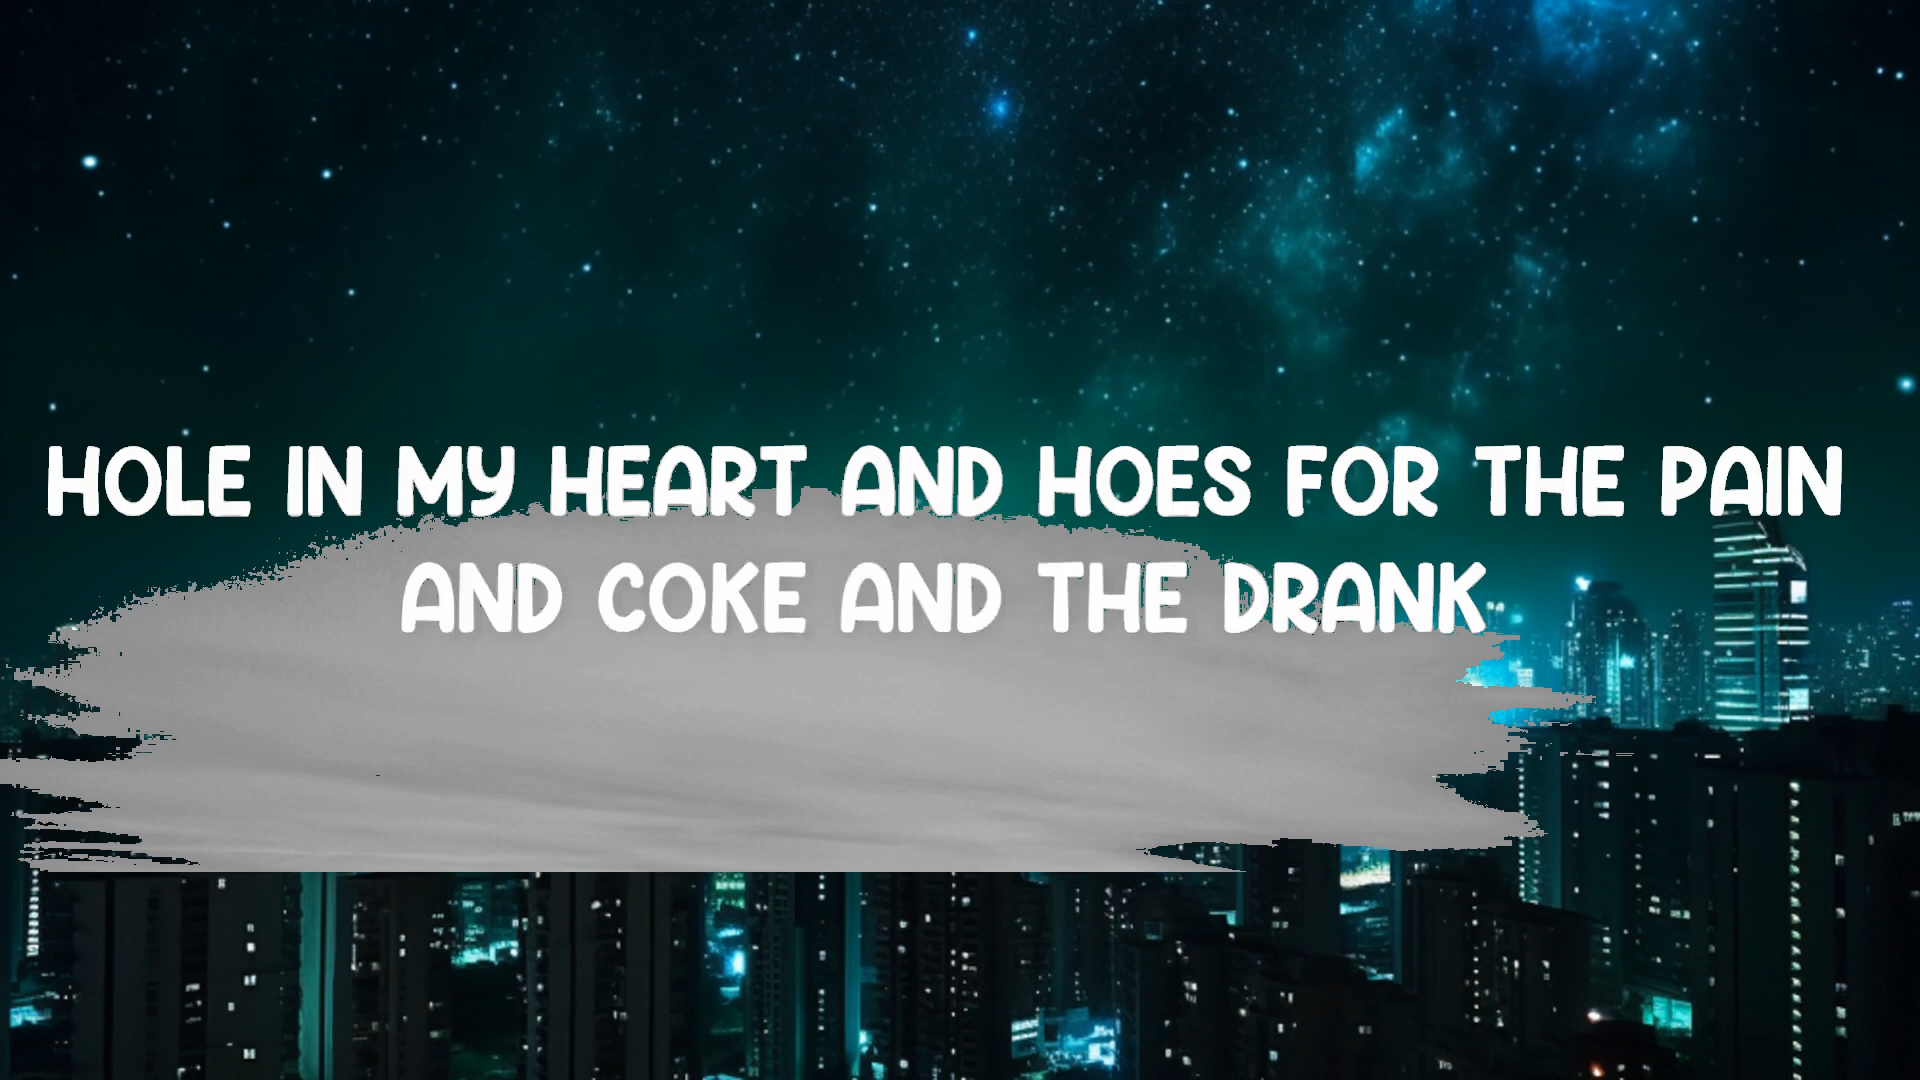 HOLE IN MY HEART AND HOES FOR THE PAIN
AND COKE AND THE DRANK